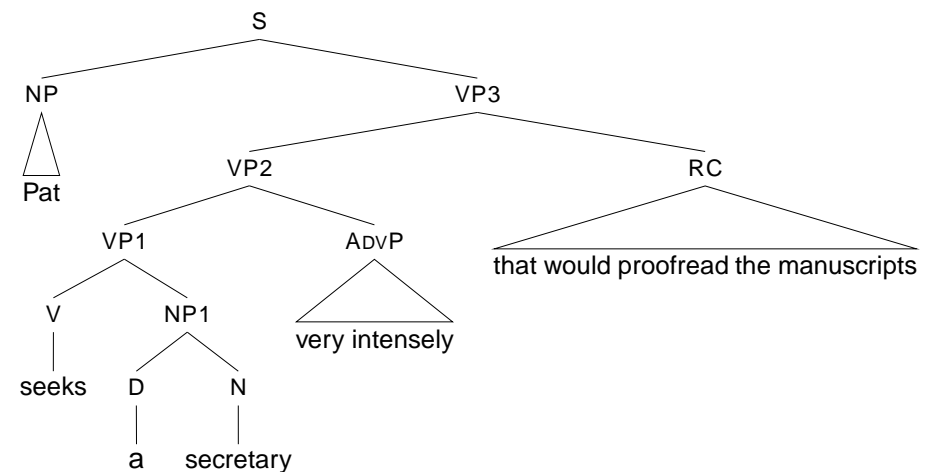 S
NP VP3
Pat VP2 RC
VP1 ADVP that would proofread the manuscripts
V NP1 very intensely
seeks D N
a secretary